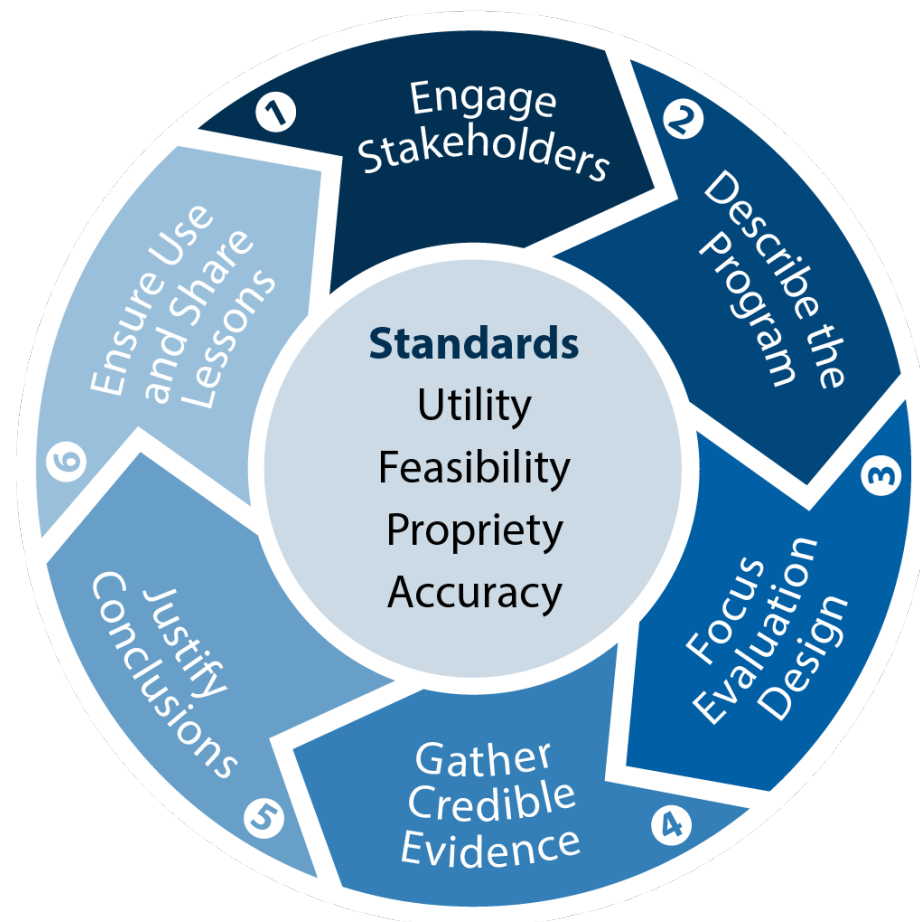 1
Engage
Stakeholders
2
Describe the
Program
3
Focus
Evaluation
Design
4
Gather
Credible
Evidence
5
Justify
Conclusions
6
Ensure Use
and Share
Lessons
Standards
Utility
Feasibility
Propriety
Accuracy